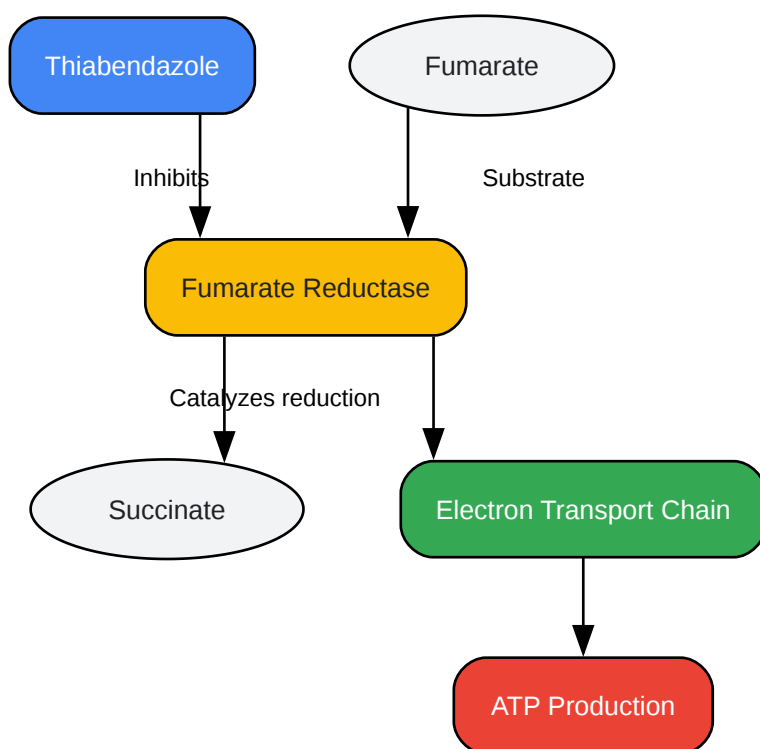 Thiabendazole
Fumarate
Inhibits
Substrate
Fumarate Reductase
Catalyzes reduction
Succinate
Electron Transport Chain
ATP Production